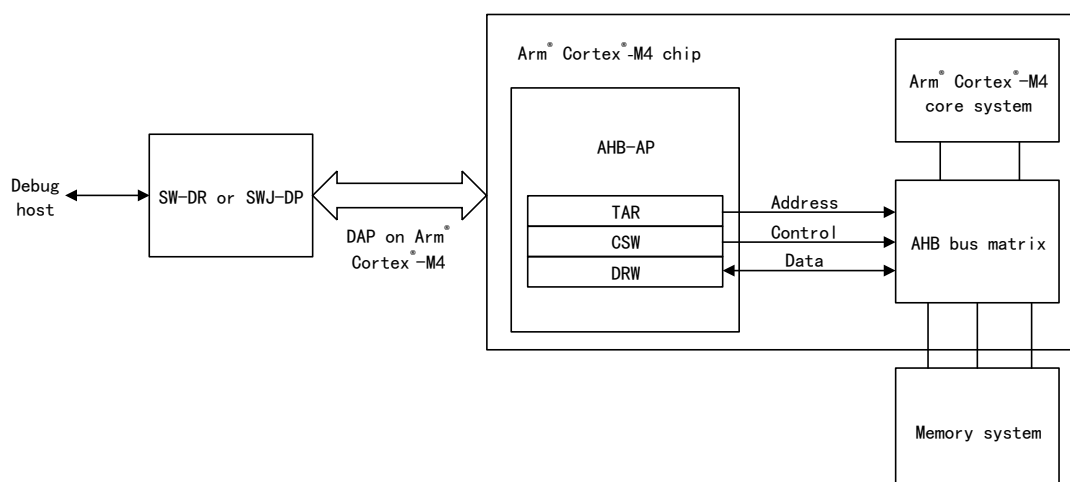 Arm® Cortex®-M4 chip
Arm® Cortex®-M4
core system
AHB-AP
Debug
host
SW-DR or SWJ-DP
TAR
Address
CSW
Control
AHB bus matrix
DAP on Arm®
Cortex®-M4
DRW
Data
Memory system